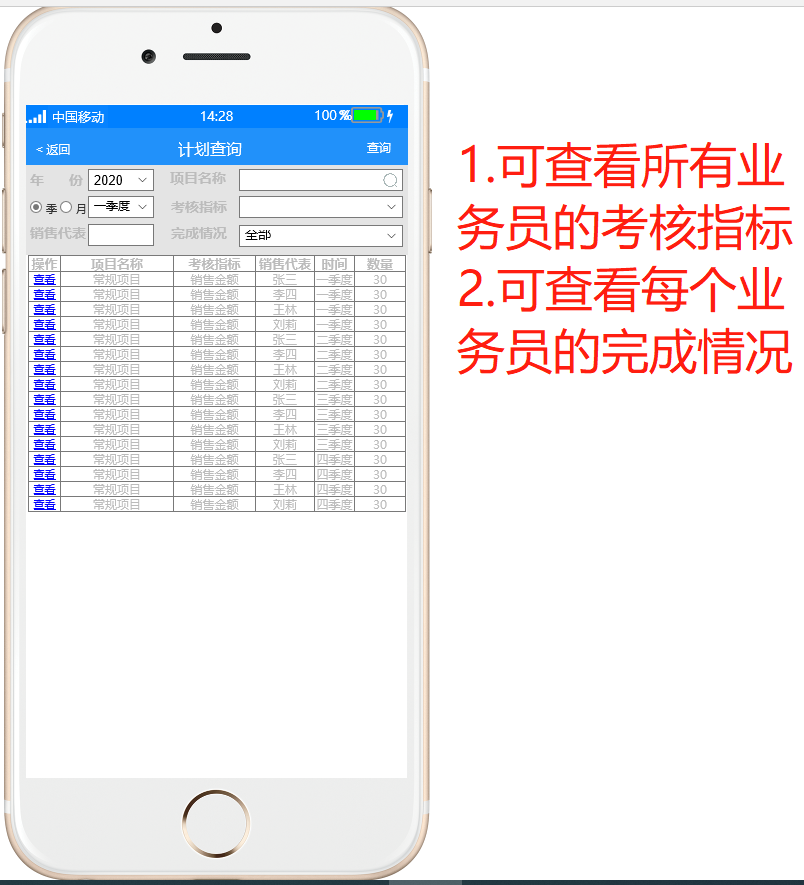 中国移动 14:28 100%
< 返回 计划查询 查询
年 份 2020 项目名称
季 月 一季度 考核指标
销售代表 完成情况 全部
操作 项目名称 考核指标 销售代表 时间 数量
查看 常规项目 销售金额 张三 一季度 30
查看 常规项目 销售金额 李四 一季度 30
查看 常规项目 销售金额 王林 一季度 30
查看 常规项目 销售金额 刘莉 一季度 30
查看 常规项目 销售金额 张三 二季度 30
查看 常规项目 销售金额 李四 二季度 30
查看 常规项目 销售金额 王林 二季度 30
查看 常规项目 销售金额 刘莉 二季度 30
查看 常规项目 销售金额 张三 三季度 30
查看 常规项目 销售金额 李四 三季度 30
查看 常规项目 销售金额 王林 三季度 30
查看 常规项目 销售金额 刘莉 三季度 30
查看 常规项目 销售金额 张三 四季度 30
查看 常规项目 销售金额 李四 四季度 30
查看 常规项目 销售金额 王林 四季度 30
查看 常规项目 销售金额 刘莉 四季度 30
1.可查看所有业
务员的考核指标
2.可查看每个业
务员的完成情况